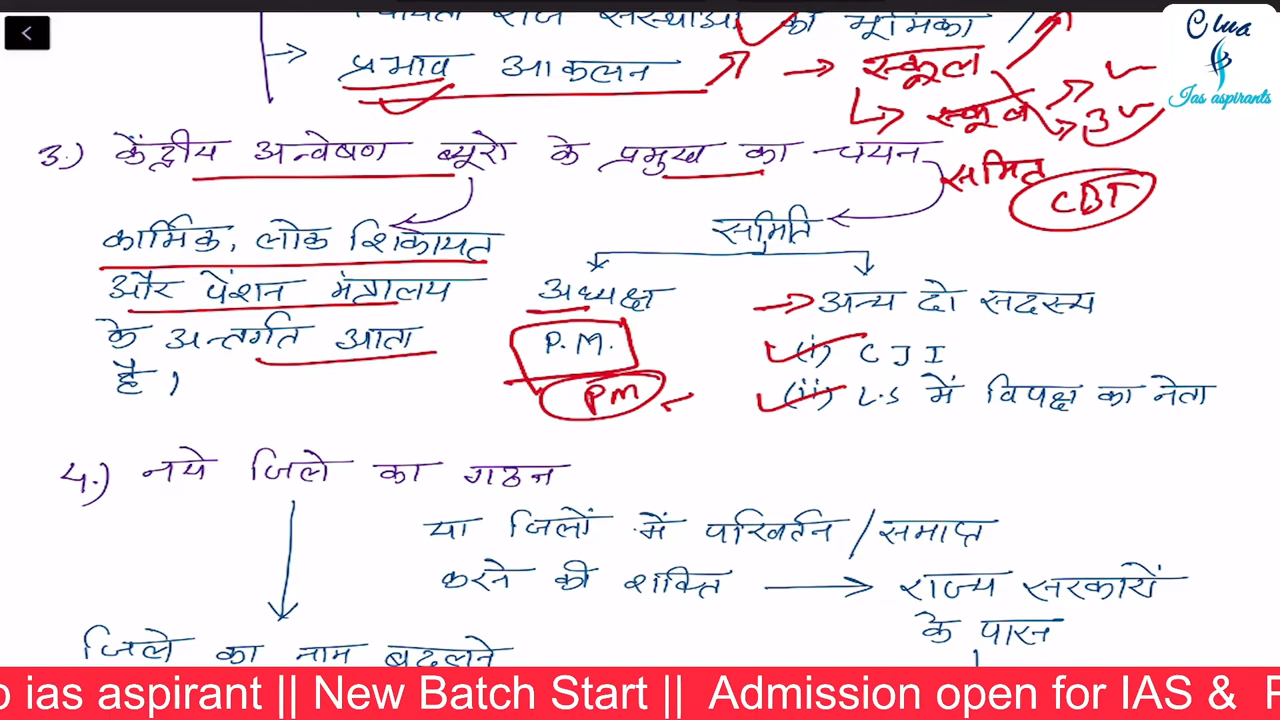 राज संस्थाओं की भूमिका
प्रभाव आकलन → स्कूल
3.) केंद्रीय अन्वेषण ब्यूरो के प्रमुख का चयन
CBI
कार्मिक, लोक शिकायत
और पेंशन मंत्रालय
के अन्तर्गत आता
है।
समिति
अध्यक्ष
P.M.
PM
अन्य दो सदस्य
(i) C J I
(ii) L.S में विपक्ष का नेता
4.) नये जिले का गठन
या जिलों में परिवर्तन / समाप्त
करने की शक्ति → राज्य सरकारों
के पास
जिले का नाम बदलने
Clua
Ias aspirants
ias aspirant || New Batch Start || Admission open for IAS &